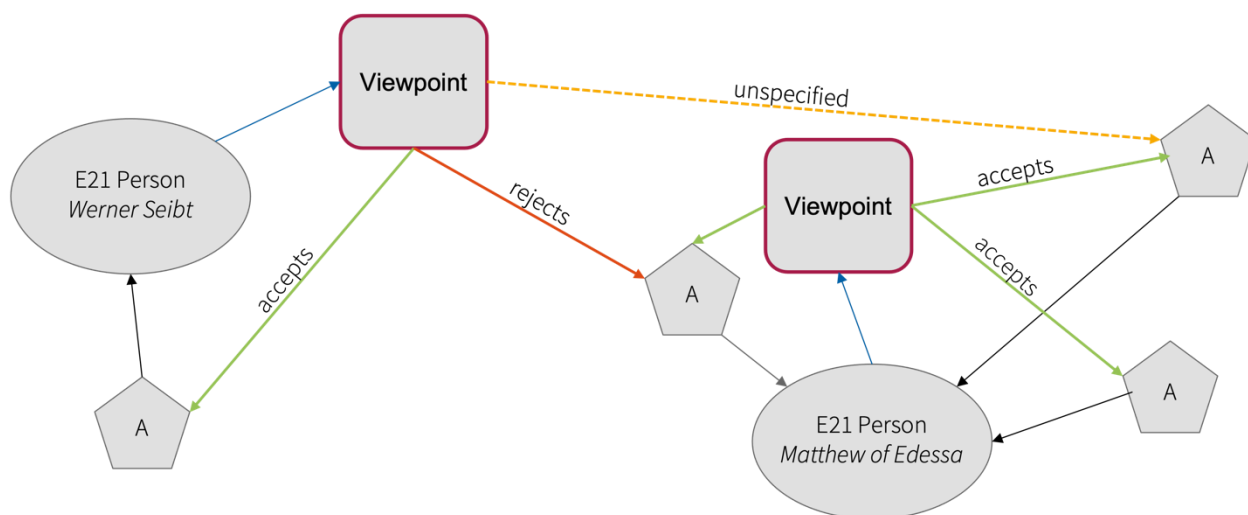 Viewpoint
unspecified
E21 Person
Werner Seibt
rejects
accepts
A
Viewpoint
accepts
A
accepts
A
A
E21 Person
Matthew of Edessa
A